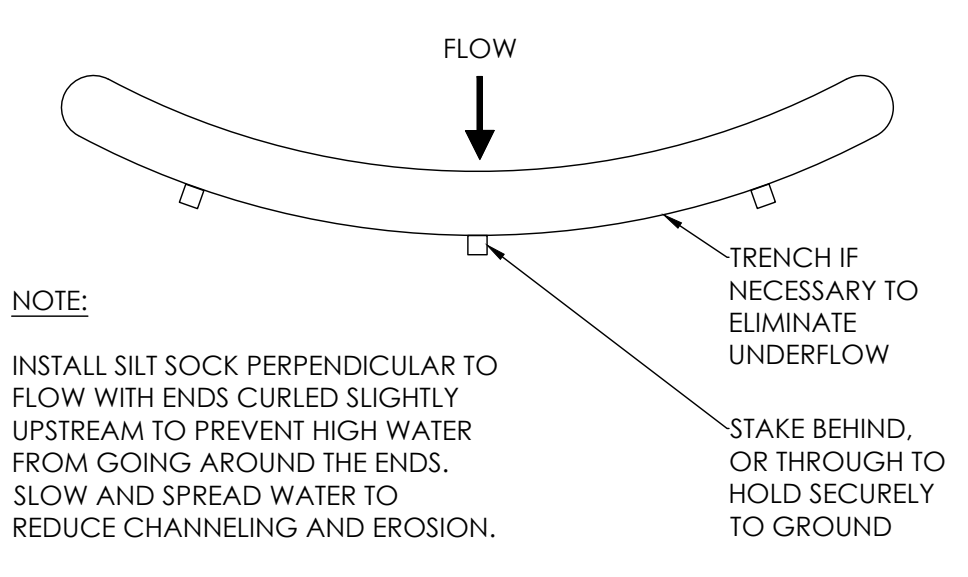 FLOW
TRENCH IF
NECESSARY TO
ELIMINATE
UNDERFLOW
NOTE:
INSTALL SILT SOCK PERPENDICULAR TO
FLOW WITH ENDS CURLED SLIGHTLY
UPSTREAM TO PREVENT HIGH WATER
FROM GOING AROUND THE ENDS.
SLOW AND SPREAD WATER TO
REDUCE CHANNELING AND EROSION.
STAKE BEHIND,
OR THROUGH TO
HOLD SECURELY
TO GROUND